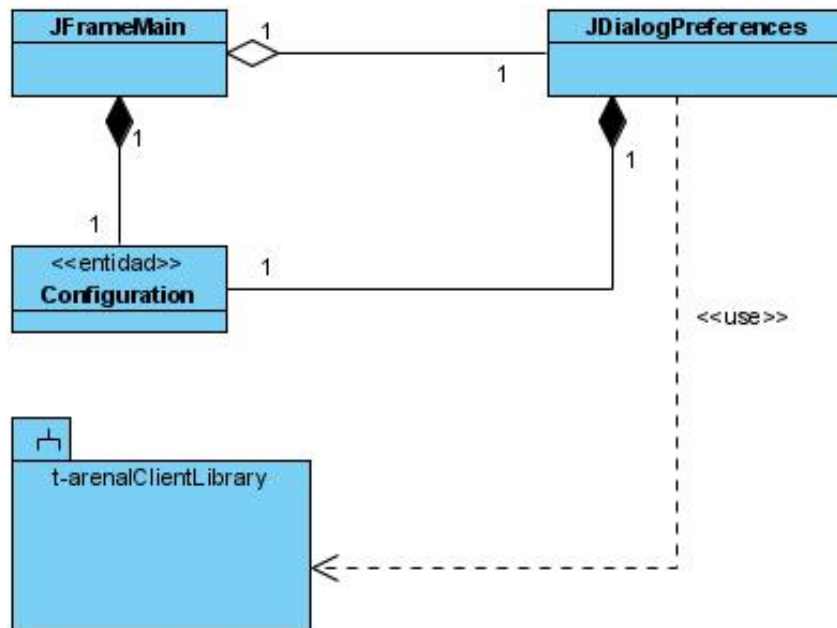 JFrameMain
1
1
JDialogPreferences
1
1
1
1
<<entidad>>
Configuration
<<use>>
t-arenalClientLibrary